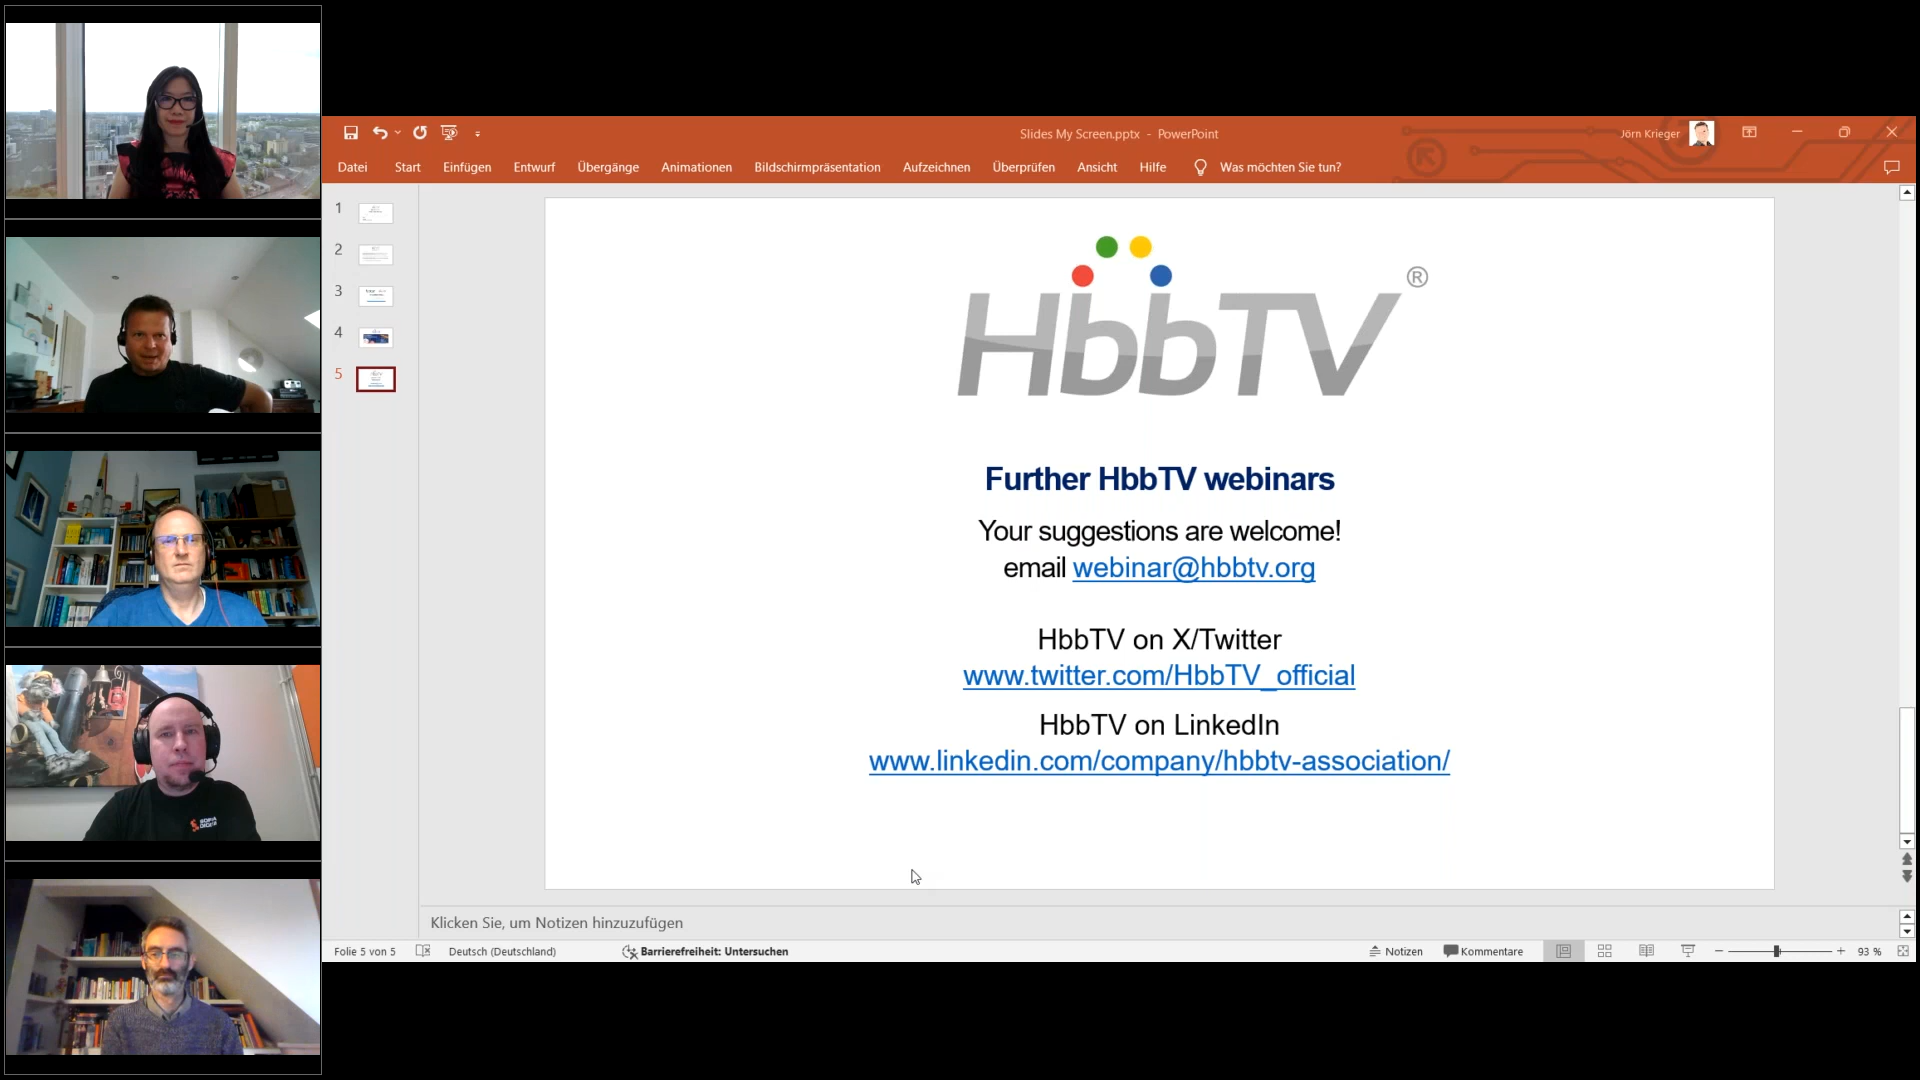 Slides My Screen.pptx - PowerPoint
Jörn Krieger
Datei Start Einfügen Entwurf Übergänge Animationen Bildschirmpräsentation Aufzeichnen Überprüfen Ansicht Hilfe Was möchten Sie tun?
1
2
3
4
5
HbbTV®
Further HbbTV webinars
Your suggestions are welcome!
email webinar@hbbtv.org
HbbTV on X/Twitter
www.twitter.com/HbbTV_official
HbbTV on LinkedIn
www.linkedin.com/company/hbbtv-association/
Klicken Sie, um Notizen hinzuzufügen
Folie 5 von 5 Deutsch (Deutschland) Barrierefreiheit: Untersuchen Notizen Kommentare 93 %